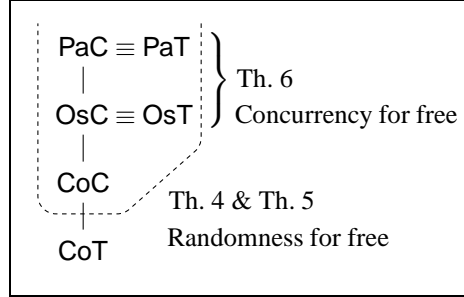 PaC ≡ PaT
Th. 6
OsC ≡ OsT
Concurrency for free
CoC
Th. 4 & Th. 5
Randomness for free
CoT